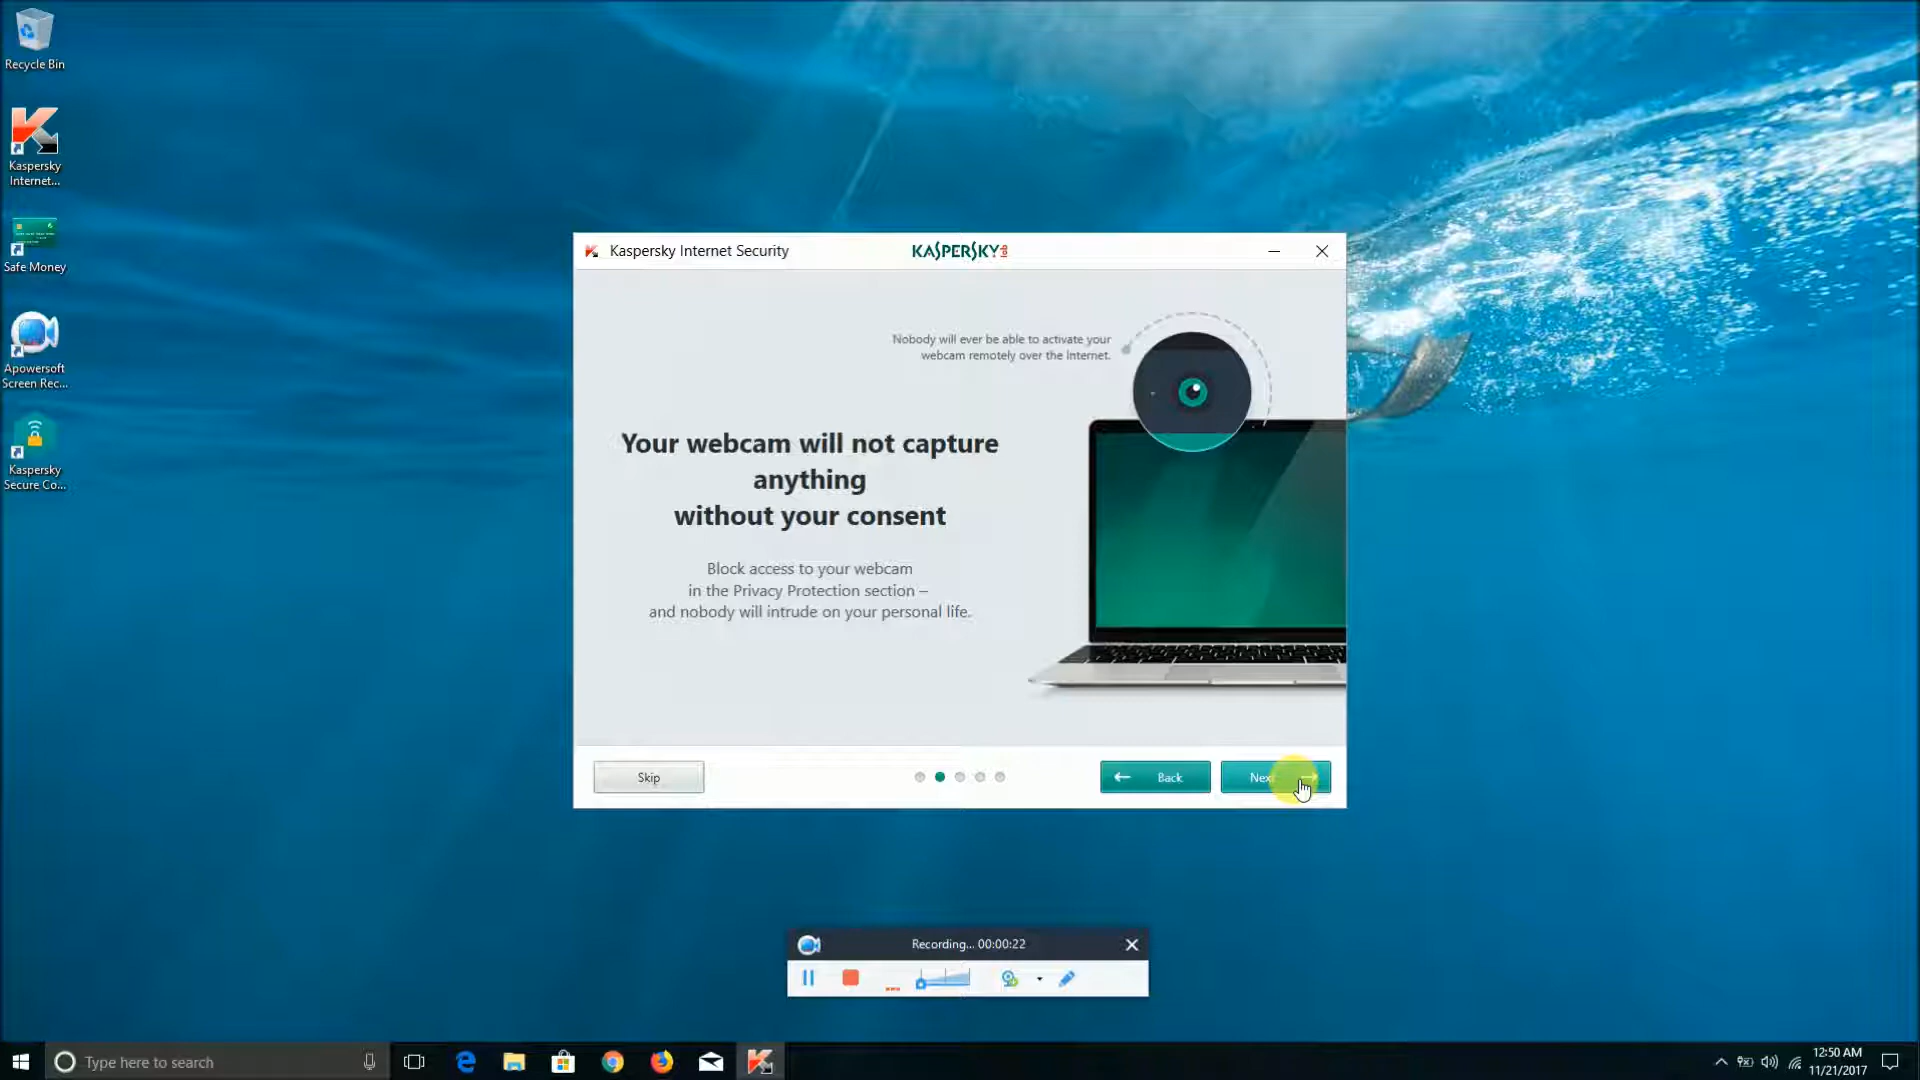 Recycle Bin
Kaspersky
Internet...
Safe Money
Apowersoft
Screen Rec...
Kaspersky
Secure Co...
Kaspersky Internet Security
KASPERSKY lab
Nobody will ever be able to activate your
webcam remotely over the Internet.
Your webcam will not capture
anything
without your consent
Block access to your webcam
in the Privacy Protection section –
and nobody will intrude on your personal life.
Skip
Back
Next
Recording... 00:00:22
Type here to search
12:50 AM
11/21/2017